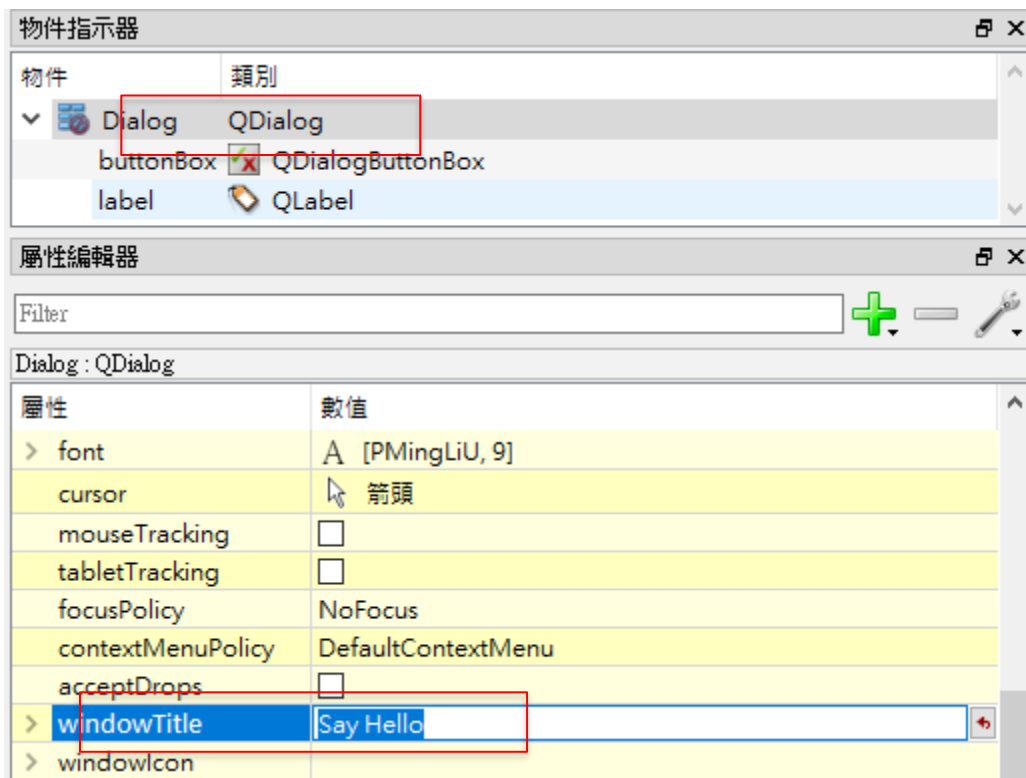 物件指示器
物件 類別
Dialog QDialog
buttonBox QDialogButtonBox
label QLabel
屬性編輯器
Filter
Dialog : QDialog
屬性 數值
font A [PMingLiU, 9]
cursor 箭頭
mouseTracking
tabletTracking
focusPolicy NoFocus
contextMenuPolicy DefaultContextMenu
acceptDrops
windowTitle Say Hello
windowIcon